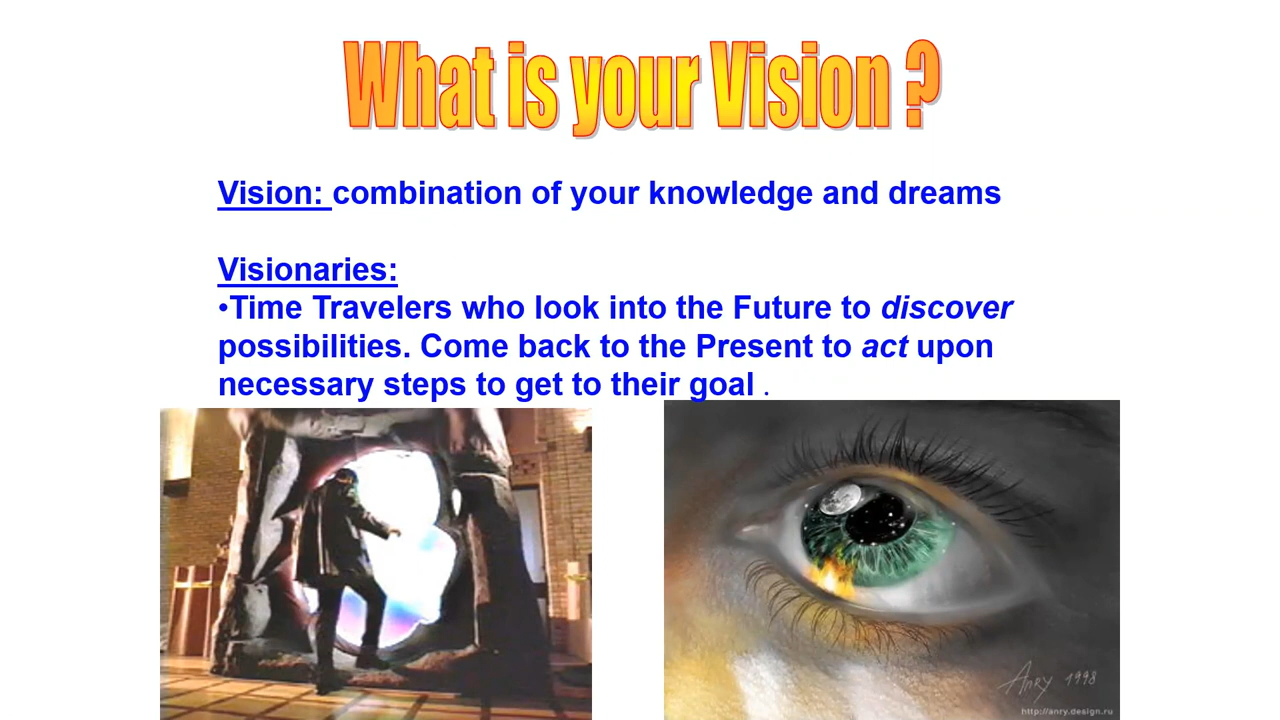 What is your Vision ?
Vision: combination of your knowledge and dreams
Visionaries:
•Time Travelers who look into the Future to discover
possibilities. Come back to the Present to act upon
necessary steps to get to their goal .
ANRY 1998
http://anry.design.ru